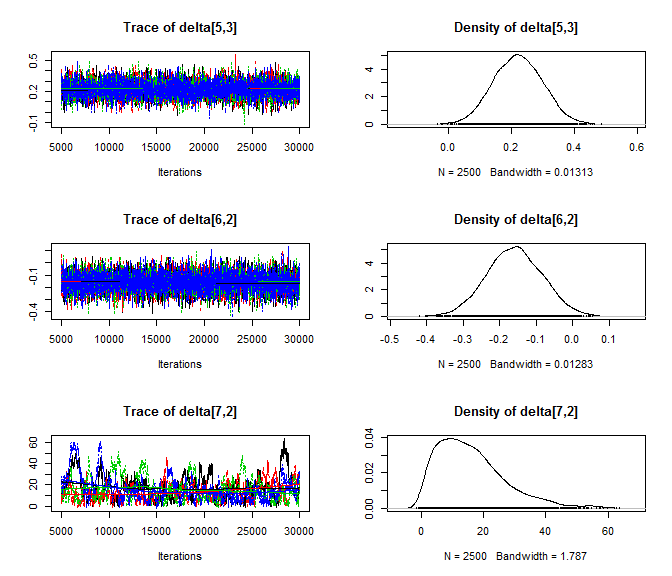 Trace of delta[5,3]
Density of delta[5,3]
-0.1 0.2 0.5
5000 10000 15000 20000 25000 30000
Iterations
0 2 4
0.0 0.2 0.4 0.6
N = 2500 Bandwidth = 0.01313
Trace of delta[6,2]
Density of delta[6,2]
-0.4 -0.1
5000 10000 15000 20000 25000 30000
Iterations
0 2 4
-0.5 -0.4 -0.3 -0.2 -0.1 0.0 0.1
N = 2500 Bandwidth = 0.01283
Trace of delta[7,2]
Density of delta[7,2]
0 20 40 60
5000 10000 15000 20000 25000 30000
Iterations
0.00 0.02 0.04
0 20 40 60
N = 2500 Bandwidth = 1.787